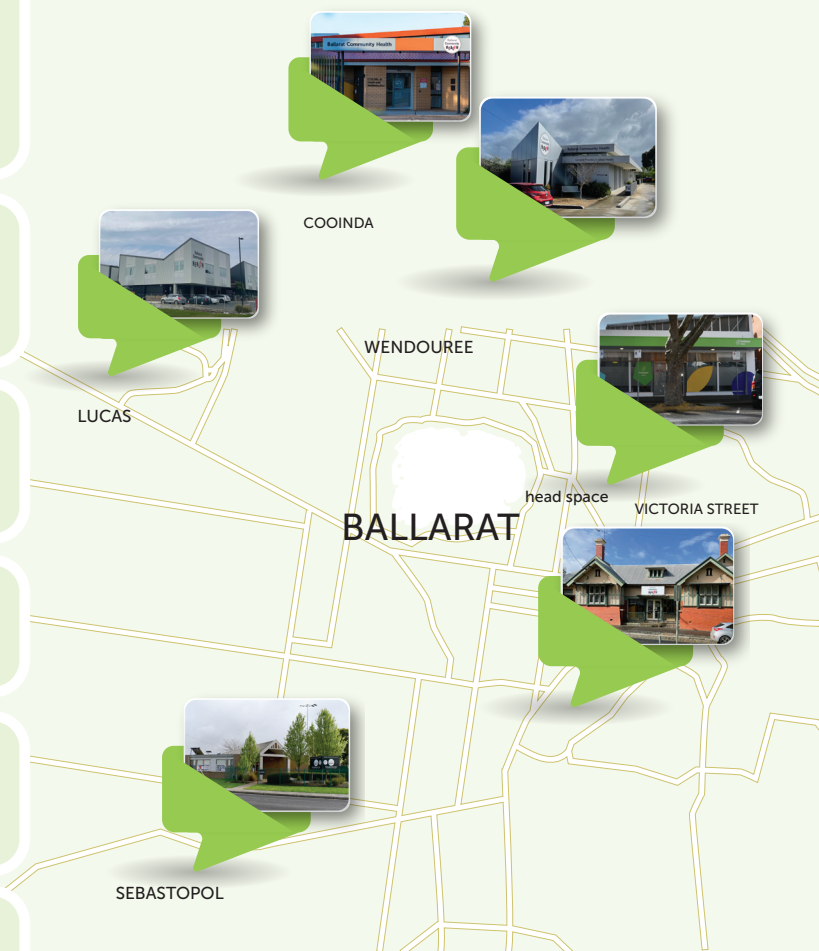 Ballarat Community Health
COOINDA
WENDOUREE
LUCAS
head space
VICTORIA STREET
BALLARAT
SEBASTOPOL